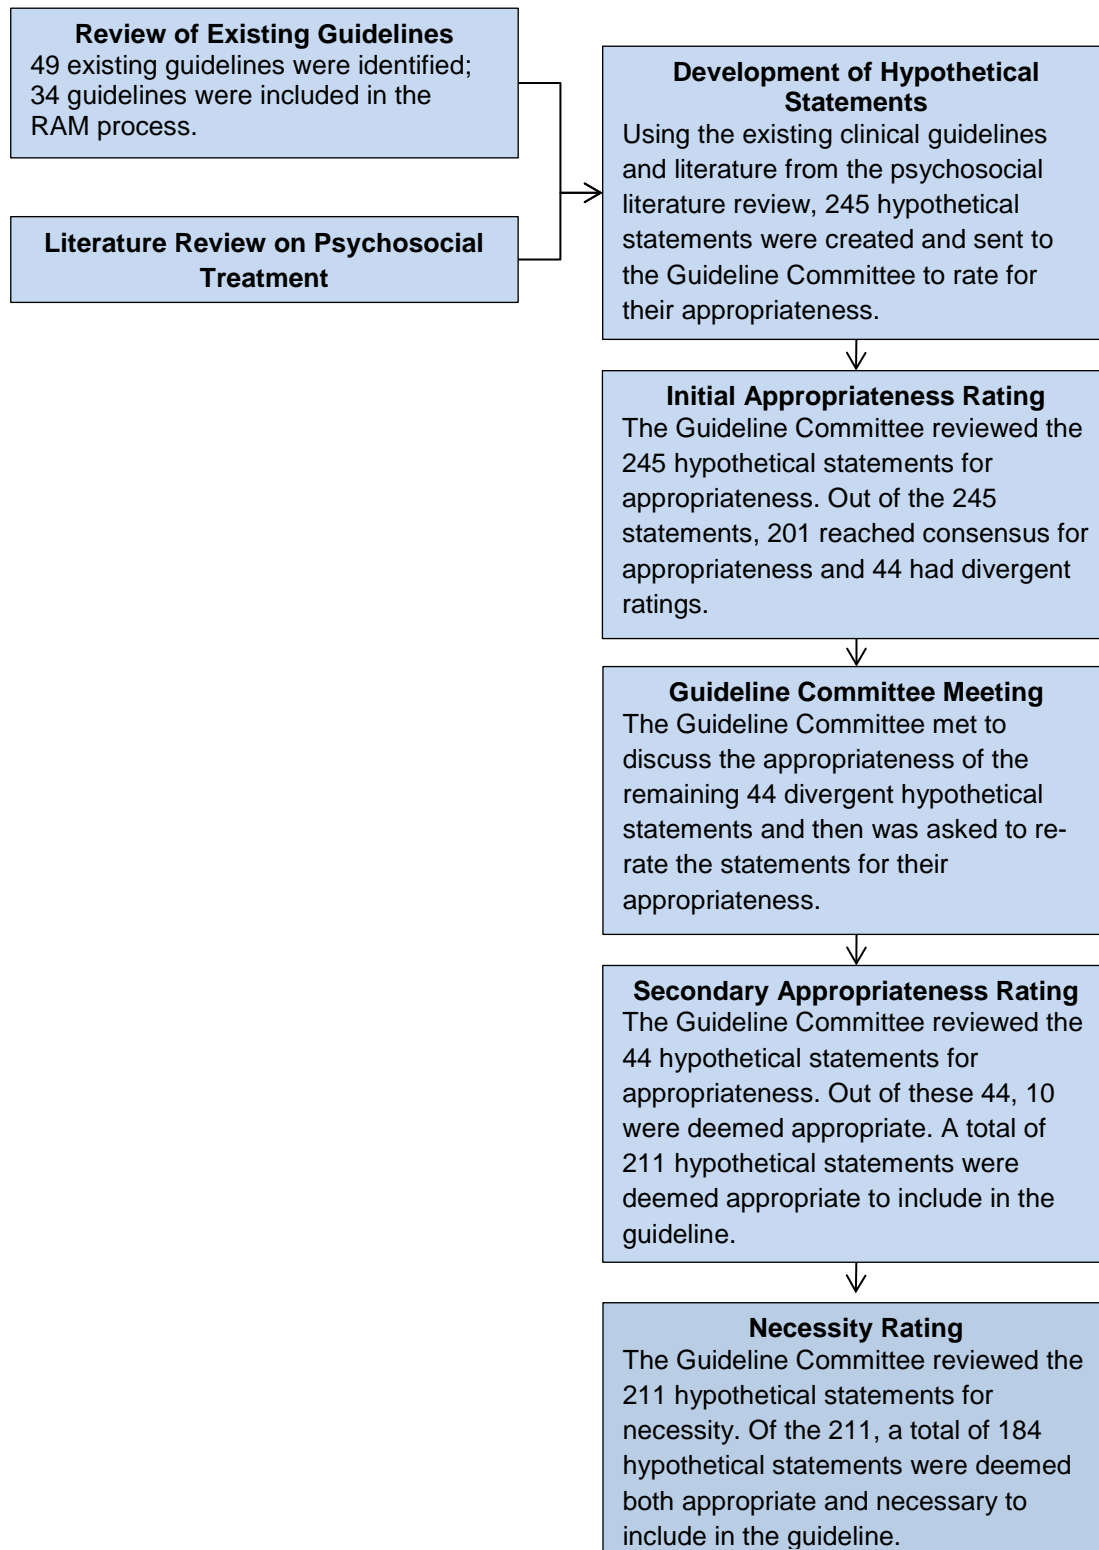 Review of Existing Guidelines
49 existing guidelines were identified;
34 guidelines were included in the
RAM process.
Literature Review on Psychosocial
Treatment
Development of Hypothetical
Statements
Using the existing clinical guidelines
and literature from the psychosocial
literature review, 245 hypothetical
statements were created and sent to
the Guideline Committee to rate for
their appropriateness.
Initial Appropriateness Rating
The Guideline Committee reviewed the
245 hypothetical statements for
appropriateness. Out of the 245
statements, 201 reached consensus for
appropriateness and 44 had divergent
ratings.
Guideline Committee Meeting
The Guideline Committee met to
discuss the appropriateness of the
remaining 44 divergent hypothetical
statements and then was asked to re-
rate the statements for their
appropriateness.
Secondary Appropriateness Rating
The Guideline Committee reviewed the
44 hypothetical statements for
appropriateness. Out of these 44, 10
were deemed appropriate. A total of
211 hypothetical statements were
deemed appropriate to include in the
guideline.
Necessity Rating
The Guideline Committee reviewed the
211 hypothetical statements for
necessity. Of the 211, a total of 184
hypothetical statements were deemed
both appropriate and necessary to
include in the guideline.